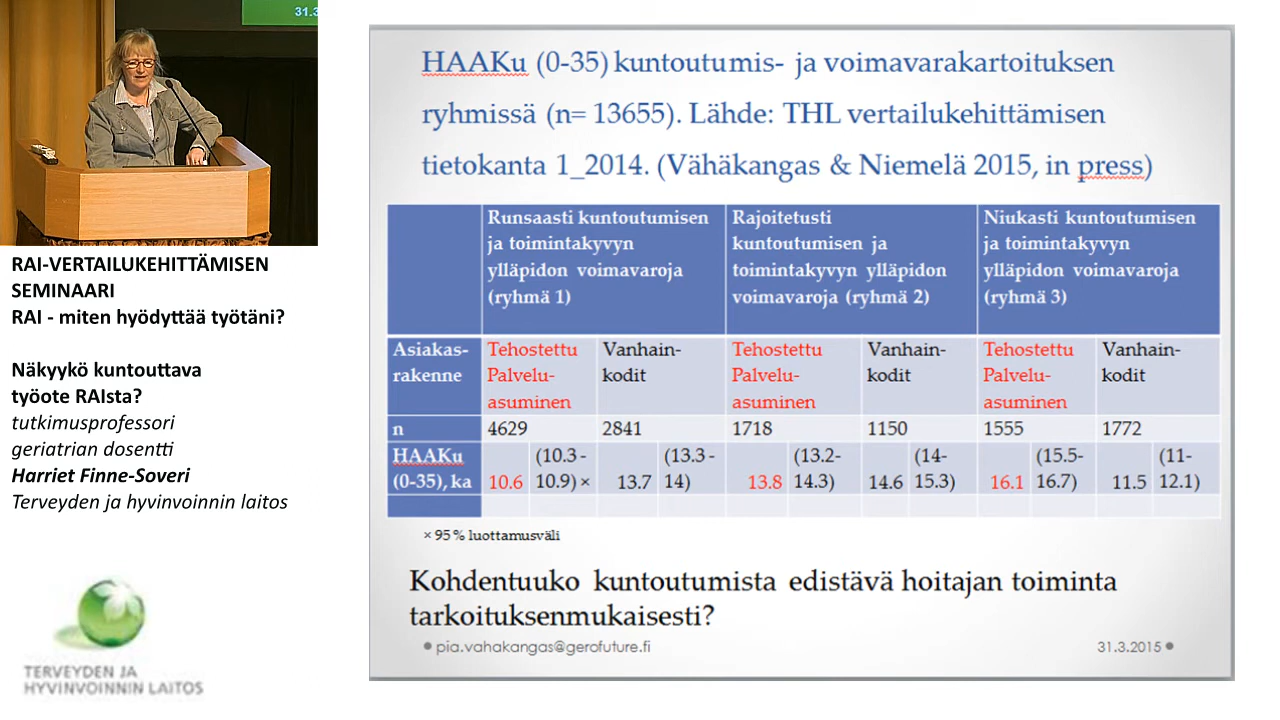 31.3
RAI-VERTAILUKEHITTÄMISEN
SEMINAARI
RAI - miten hyödyttää työtäni?
Näkyykö kuntouttava
työote RAIsta?
tutkimusprofessori
geriatrian dosentti
Harriet Finne-Soveri
Terveyden ja hyvinvoinnin laitos
TERVEYDEN JA
HYVINVOINNIN LAITOS
HAAKu (0-35) kuntoutumis- ja voimavarakartoituksen
ryhmissä (n= 13655). Lähde: THL vertailukehittämisen
tietokanta 1_2014. (Vähäkangas & Niemelä 2015, in press)
Runsaasti kuntoutumisen
ja toimintakyvyn
ylläpidon voimavaroja
(ryhmä 1)
Rajoitetusti
kuntoutumisen ja
toimintakyvyn ylläpidon
voimavaroja (ryhmä 2)
Niukasti kuntoutumisen
ja toimintakyvyn
ylläpidon voimavaroja
(ryhmä 3)
Asiakas-
rakenne
Tehostettu
Palvelu-
asuminen
Vanhain-
kodit
Tehostettu
Palvelu-
asuminen
Vanhain-
kodit
Tehostettu
Palvelu-
asuminen
Vanhain-
kodit
n 4629 2841 1718 1150 1555 1772
HAAKu
(0-35), ka
10.6
(10.3 -
10.9) ×
13.7
(13.3 -
14)
13.8
(13.2-
14.3)
14.6
(14-
15.3)
16.1
(15.5-
16.7)
11.5
(11-
12.1)
× 95 % luottamusväli
Kohdentuuko kuntoutumista edistävä hoitajan toiminta
tarkoituksenmukaisesti?
pia.vahakangas@gerofuture.fi
31.3.2015